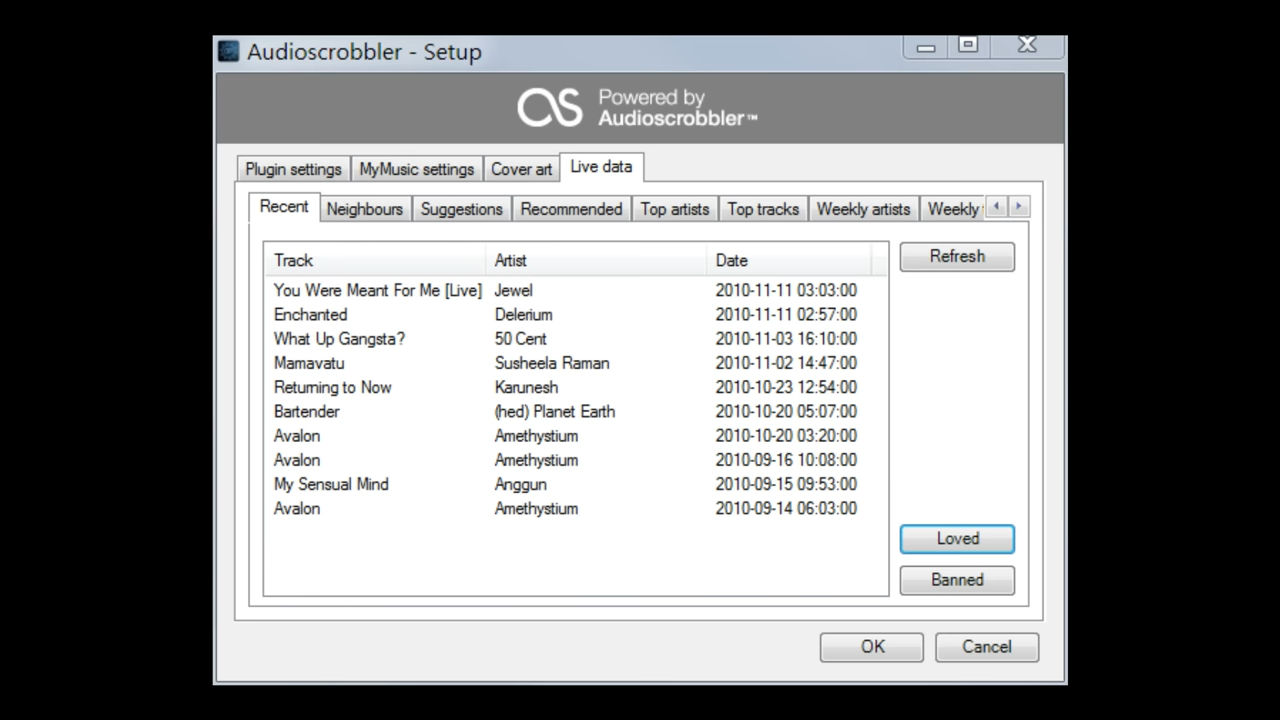 Audioscrobbler - Setup
Powered by
Audioscrobbler™
Plugin settings MyMusic settings Cover art Live data
Recent Neighbours Suggestions Recommended Top artists Top tracks Weekly artists Weekly
Track Artist Date
Refresh
You Were Meant For Me [Live] Jewel 2010-11-11 03:03:00
Enchanted Delerium 2010-11-11 02:57:00
What Up Gangsta? 50 Cent 2010-11-03 16:10:00
Mamavatu Susheela Raman 2010-11-02 14:47:00
Returning to Now Karunesh 2010-10-23 12:54:00
Bartender (hed) Planet Earth 2010-10-20 05:07:00
Avalon Amethystium 2010-10-20 03:20:00
Avalon Amethystium 2010-09-16 10:08:00
My Sensual Mind Anggun 2010-09-15 09:53:00
Avalon Amethystium 2010-09-14 06:03:00
Loved
Banned
OK Cancel